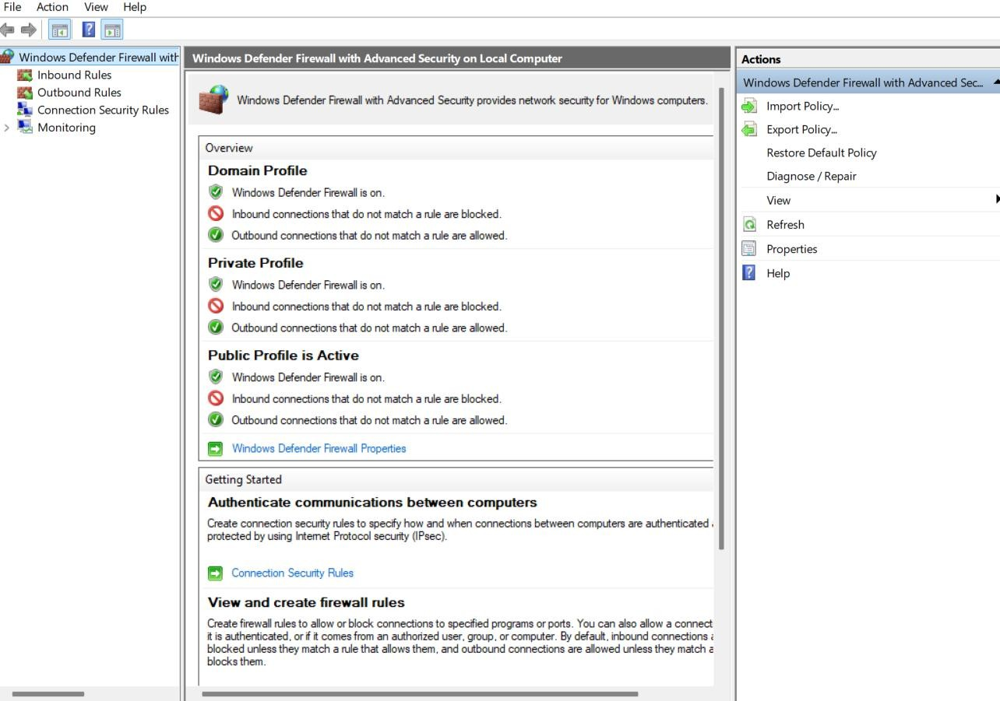 File Action View Help
Windows Defender Firewall with
Inbound Rules
Outbound Rules
Connection Security Rules
Monitoring
Windows Defender Firewall with Advanced Security on Local Computer
Windows Defender Firewall with Advanced Security provides network security for Windows computers.
Overview
Domain Profile
Windows Defender Firewall is on.
Inbound connections that do not match a rule are blocked.
Outbound connections that do not match a rule are allowed.
Private Profile
Windows Defender Firewall is on.
Inbound connections that do not match a rule are blocked.
Outbound connections that do not match a rule are allowed.
Public Profile is Active
Windows Defender Firewall is on.
Inbound connections that do not match a rule are blocked.
Outbound connections that do not match a rule are allowed.
Windows Defender Firewall Properties
Getting Started
Authenticate communications between computers
Create connection security rules to specify how and when connections between computers are authenticated
protected by using Internet Protocol security (IPsec).
Connection Security Rules
View and create firewall rules
Create firewall rules to allow or block connections to specified programs or ports. You can also allow a connect
it is authenticated, or if it comes from an authorized user, group, or computer. By default, inbound connections
blocked unless they match a rule that allows them, and outbound connections are allowed unless they match a
blocks them.
Actions
Windows Defender Firewall with Advanced Sec...
Import Policy...
Export Policy...
Restore Default Policy
Diagnose / Repair
View
Refresh
Properties
Help